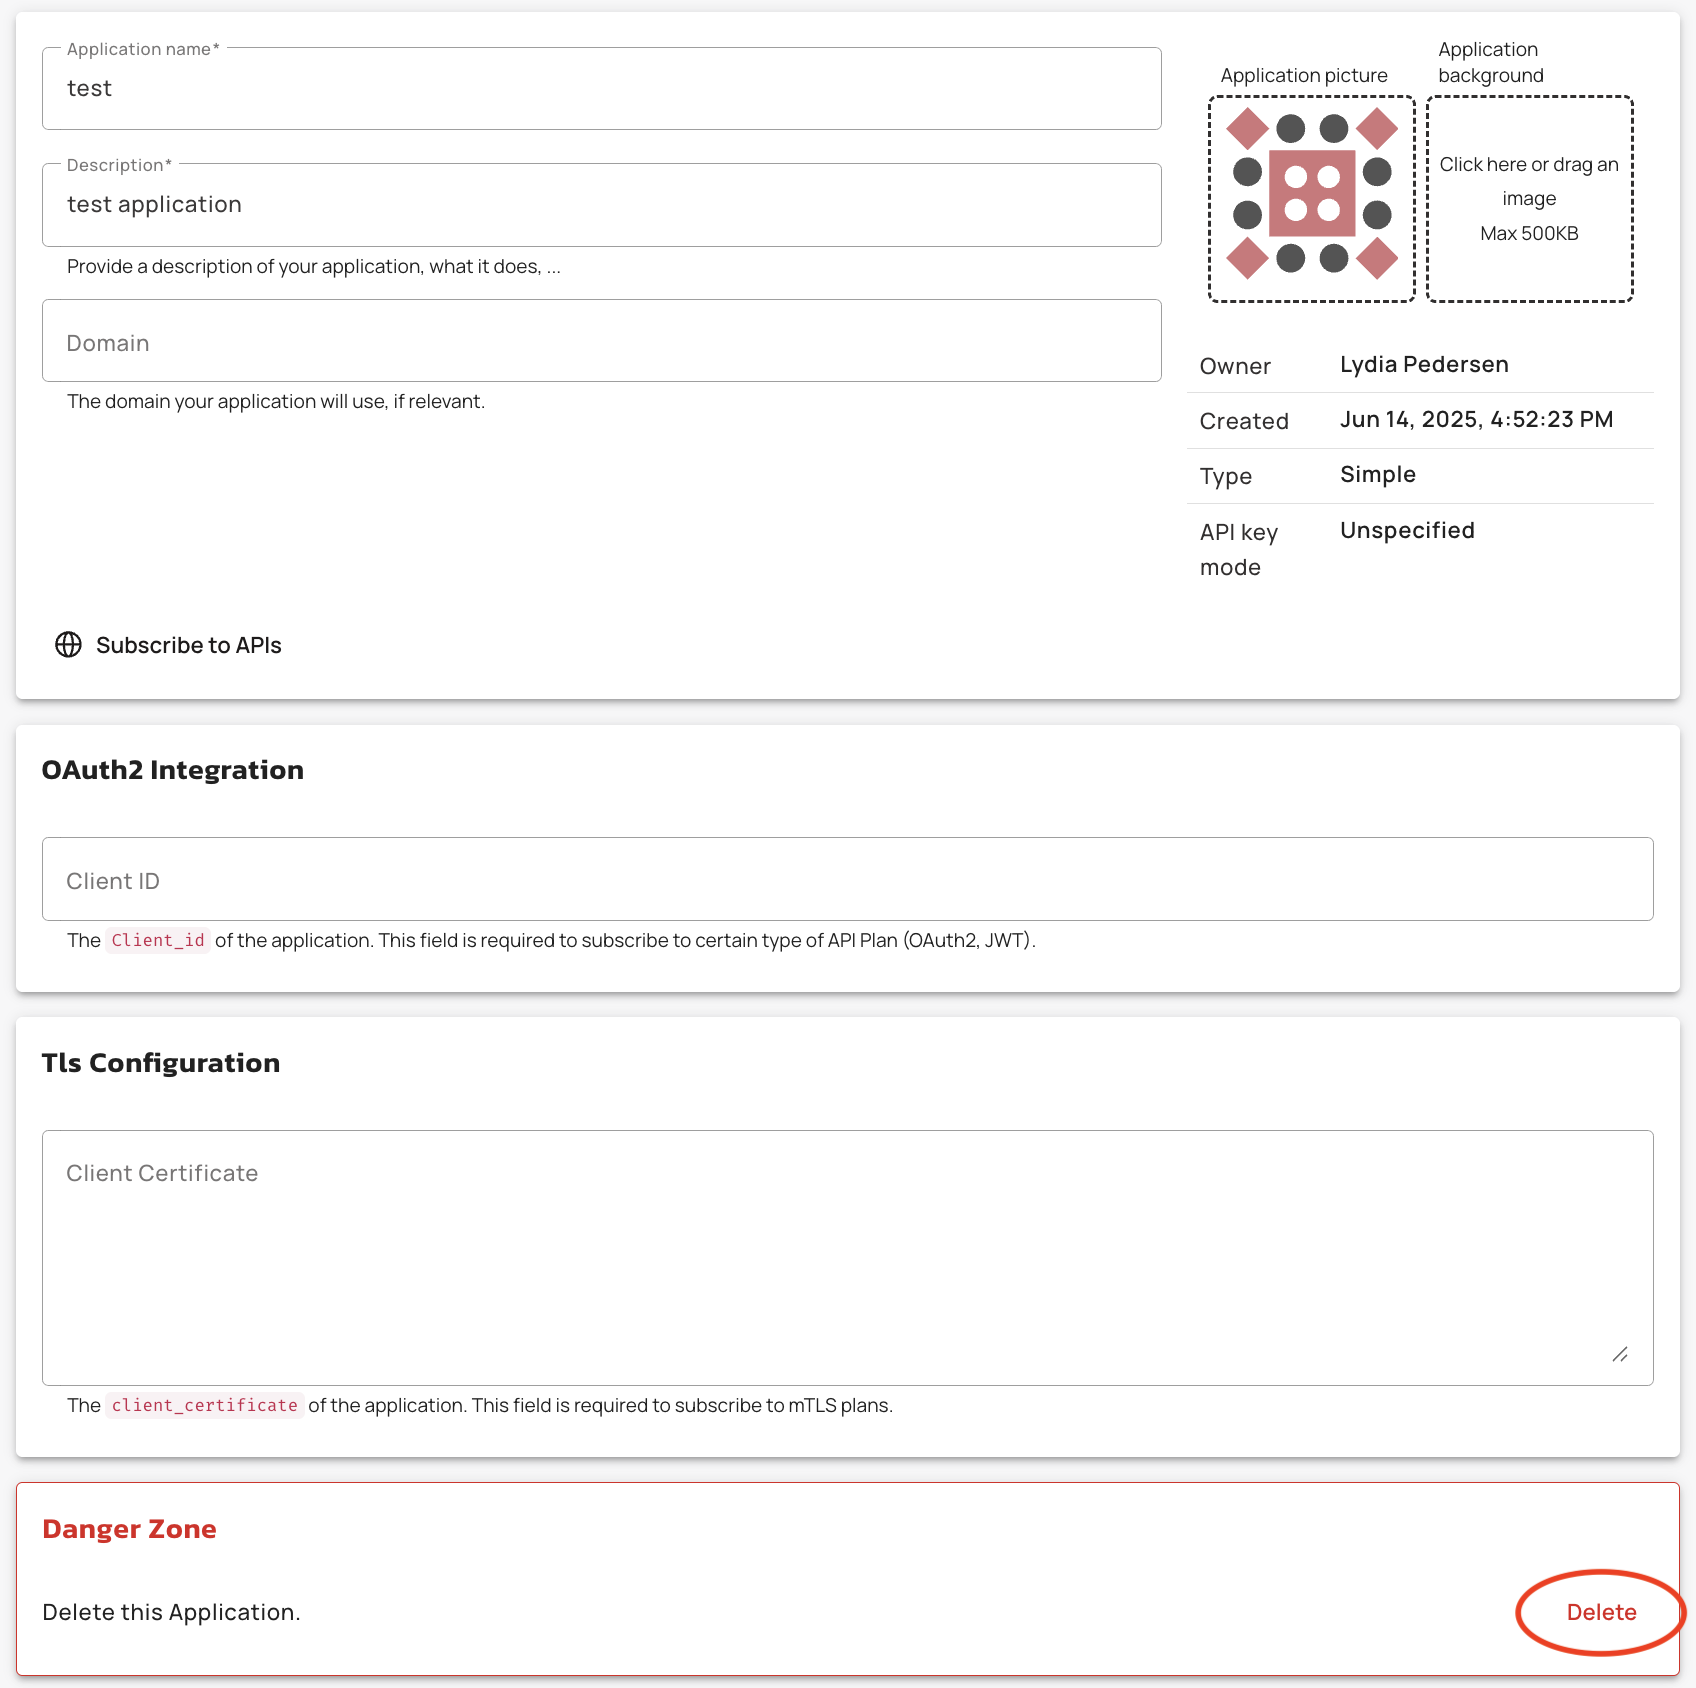 Application name*
test
Description*
test application
Provide a description of your application, what it does, ...
Domain
The domain your application will use, if relevant.
Application picture
Application
background
Click here or drag an
image
Max 500KB
Owner Lydia Pedersen
Created Jun 14, 2025, 4:52:23 PM
Type Simple
API key
mode
Unspecified
Subscribe to APIs
OAuth2 Integration
Client ID
The Client_id of the application. This field is required to subscribe to certain type of API Plan (OAuth2, JWT).
Tls Configuration
Client Certificate
The client_certificate of the application. This field is required to subscribe to mTLS plans.
Danger Zone
Delete this Application.
Delete